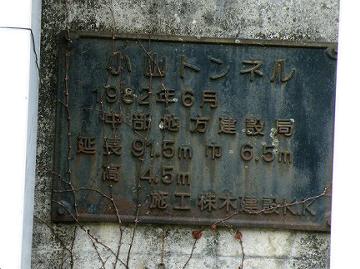 小山トンネル
1982年6月
中部地方建設局
延長 91.5m 巾 6.5m
高 4.5m
施工 株木建設K.K